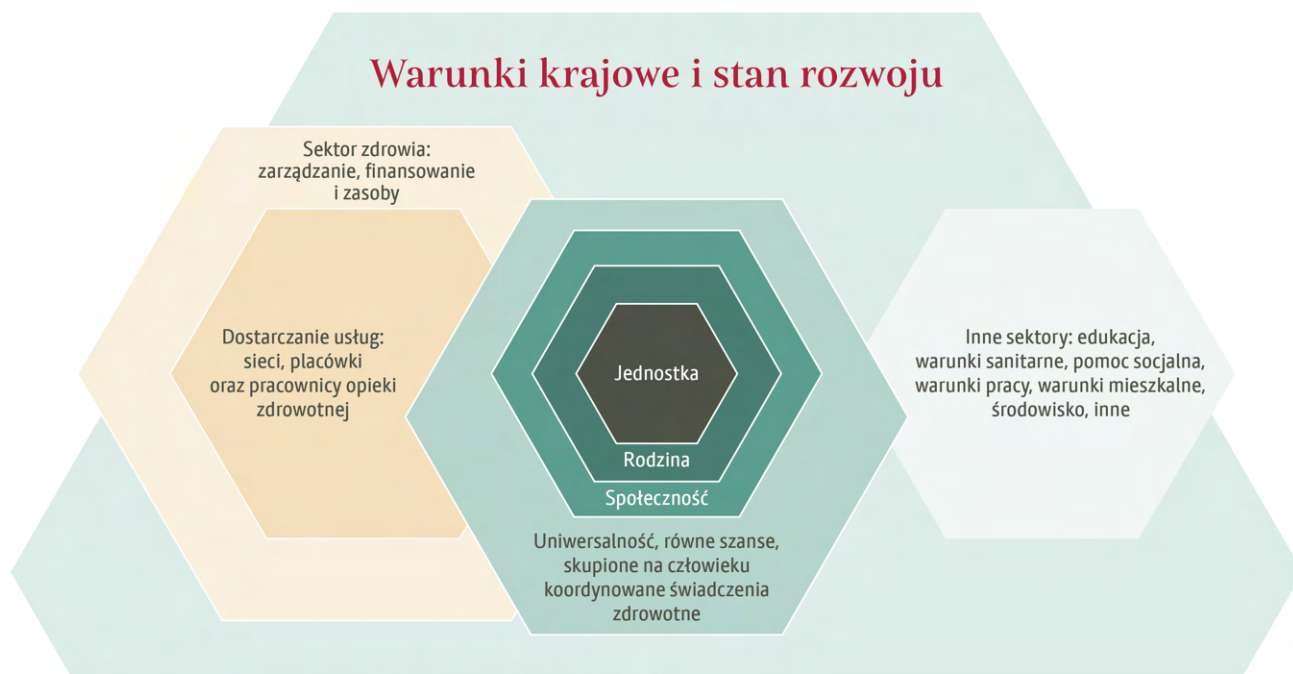 Warunki krajowe i stan rozwoju
Sektor zdrowia:
zarządzanie, finansowanie
i zasoby
Dostarczanie usług:
sieci, placówki
oraz pracownicy opieki
zdrowotnej
Jednostka
Rodzina
Społeczność
Uniwersalność, równe szanse,
skupione na człowieku
koordynowane świadczenia
zdrowotne
Inne sektory: edukacja,
warunki sanitarne, pomoc socjalna,
warunki pracy, warunki mieszkalne,
środowisko, inne